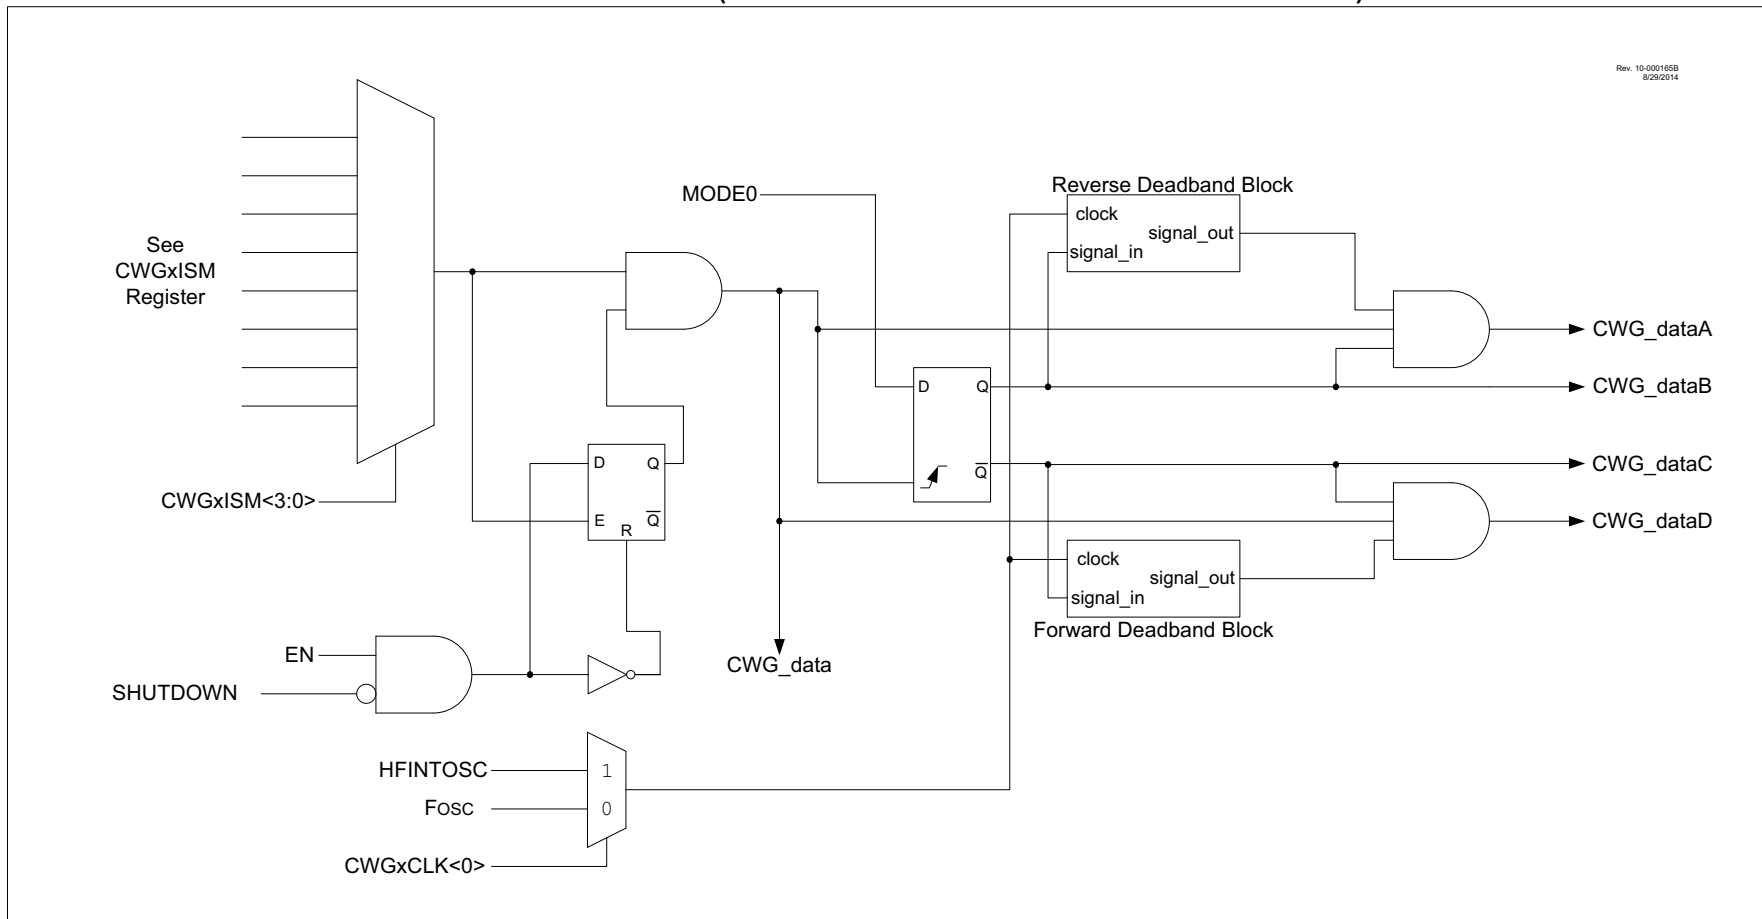 Rev. 10-000165B
8/29/2014
See
CWGxISM
Register
CWGxISM<3:0>
MODE0
Reverse Deadband Block
clock
signal_in
signal_out
D
Q
Q
D
Q
E
Q
R
CWG_dataA
CWG_dataB
CWG_dataC
CWG_dataD
clock
signal_in
signal_out
Forward Deadband Block
EN
SHUTDOWN
CWG_data
HFINTOSC
1
FOSC
0
CWGxCLK<0>